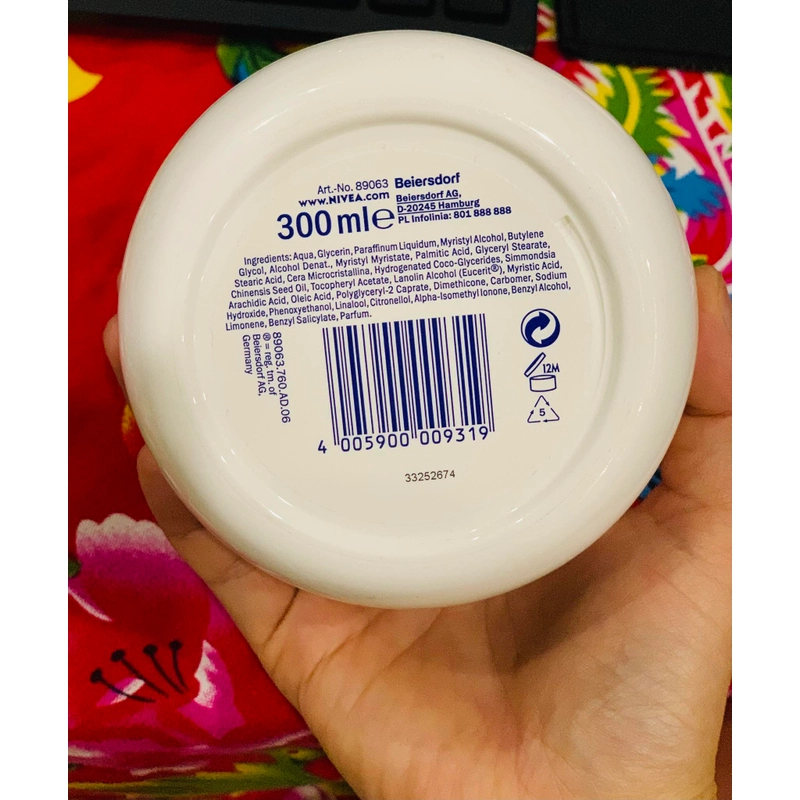 Art.-No. 89063 Beiersdorf
www.NIVEA.com Beiersdorf AG,
D-20245 Hamburg
300 ml ℮ PL Infolinia: 801 888 888
Ingredients: Aqua, Glycerin, Paraffinum Liquidum, Myristyl Alcohol, Butylene
Glycol, Alcohol Denat., Myristyl Myristate, Palmitic Acid, Glyceryl Stearate,
Stearic Acid, Cera Microcristallina, Hydrogenated Coco-Glycerides, Simmondsia
Chinensis Seed Oil, Tocopheryl Acetate, Lanolin Alcohol (Eucerit®), Myristic Acid,
Arachidic Acid, Oleic Acid, Polyglyceryl-2 Caprate, Dimethicone, Carbomer, Sodium
Hydroxide, Phenoxyethanol, Linalool, Citronellol, Alpha-Isomethyl Ionone, Benzyl Alcohol,
Limonene, Benzyl Salicylate, Parfum.
89063.760.AD.06
® = reg. tm. of
Beiersdorf AG,
Germany
12M
5
4 005900 009319
33252674